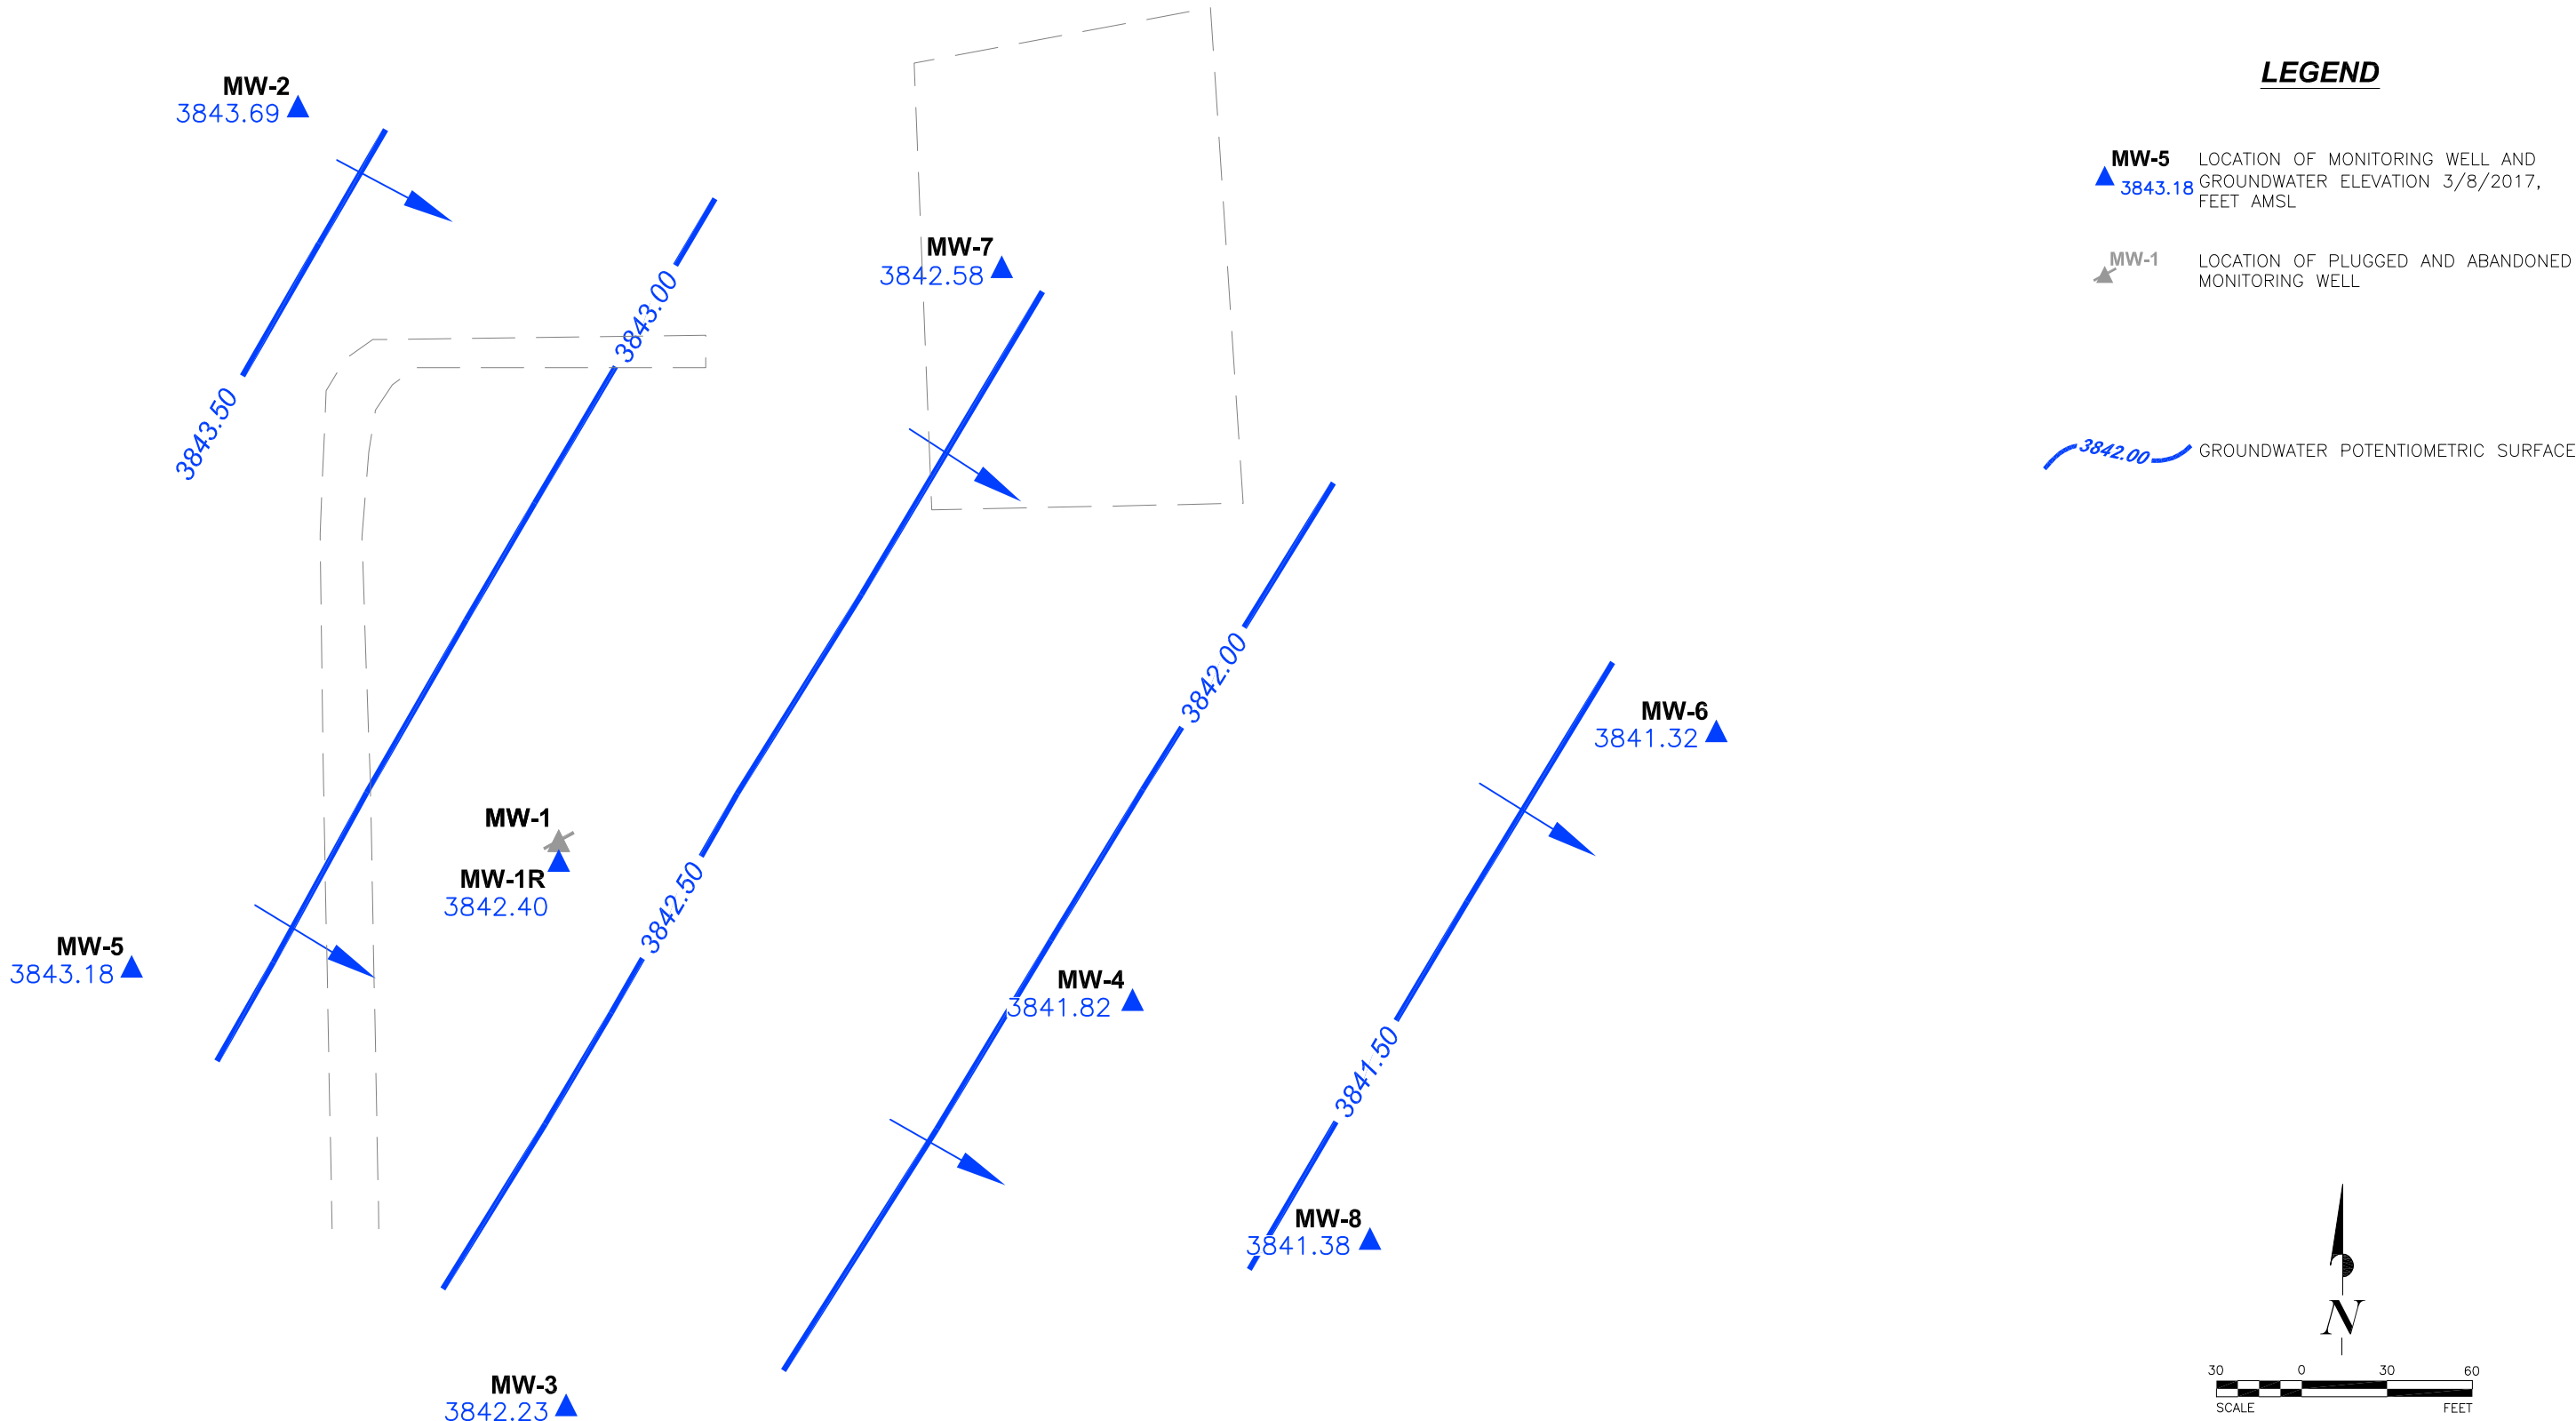 LEGEND
MW-2
3843.69
MW-5
3843.18
LOCATION OF MONITORING WELL AND
GROUNDWATER ELEVATION 3/8/2017,
FEET AMSL
MW-1
LOCATION OF PLUGGED AND ABANDONED
MONITORING WELL
MW-7
3842.58
3843.00
3843.50
3842.00
GROUNDWATER POTENTIOMETRIC SURFACE
3842.00
MW-6
3841.32
MW-1
MW-1R
3842.40
3842.50
MW-5
3843.18
MW-4
3841.82
3841.50
MW-8
3841.38
N
MW-3
3842.23
30 0 30 60
SCALE FEET